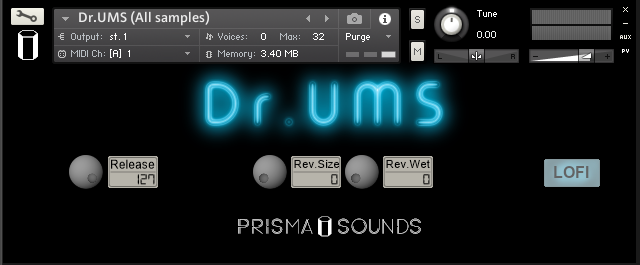 Dr.UMS (All samples)
Output: st.1 Voices: 0 Max: 32 Purge
MIDI Ch: [A] 1 Memory: 3.40 MB
S
M
Tune
0.00
L R
- +
×
AUX
PV
Dr.UMS
Release 127
Rev.Size 0
Rev.Wet 0
LOFI
PRISMA SOUNDS